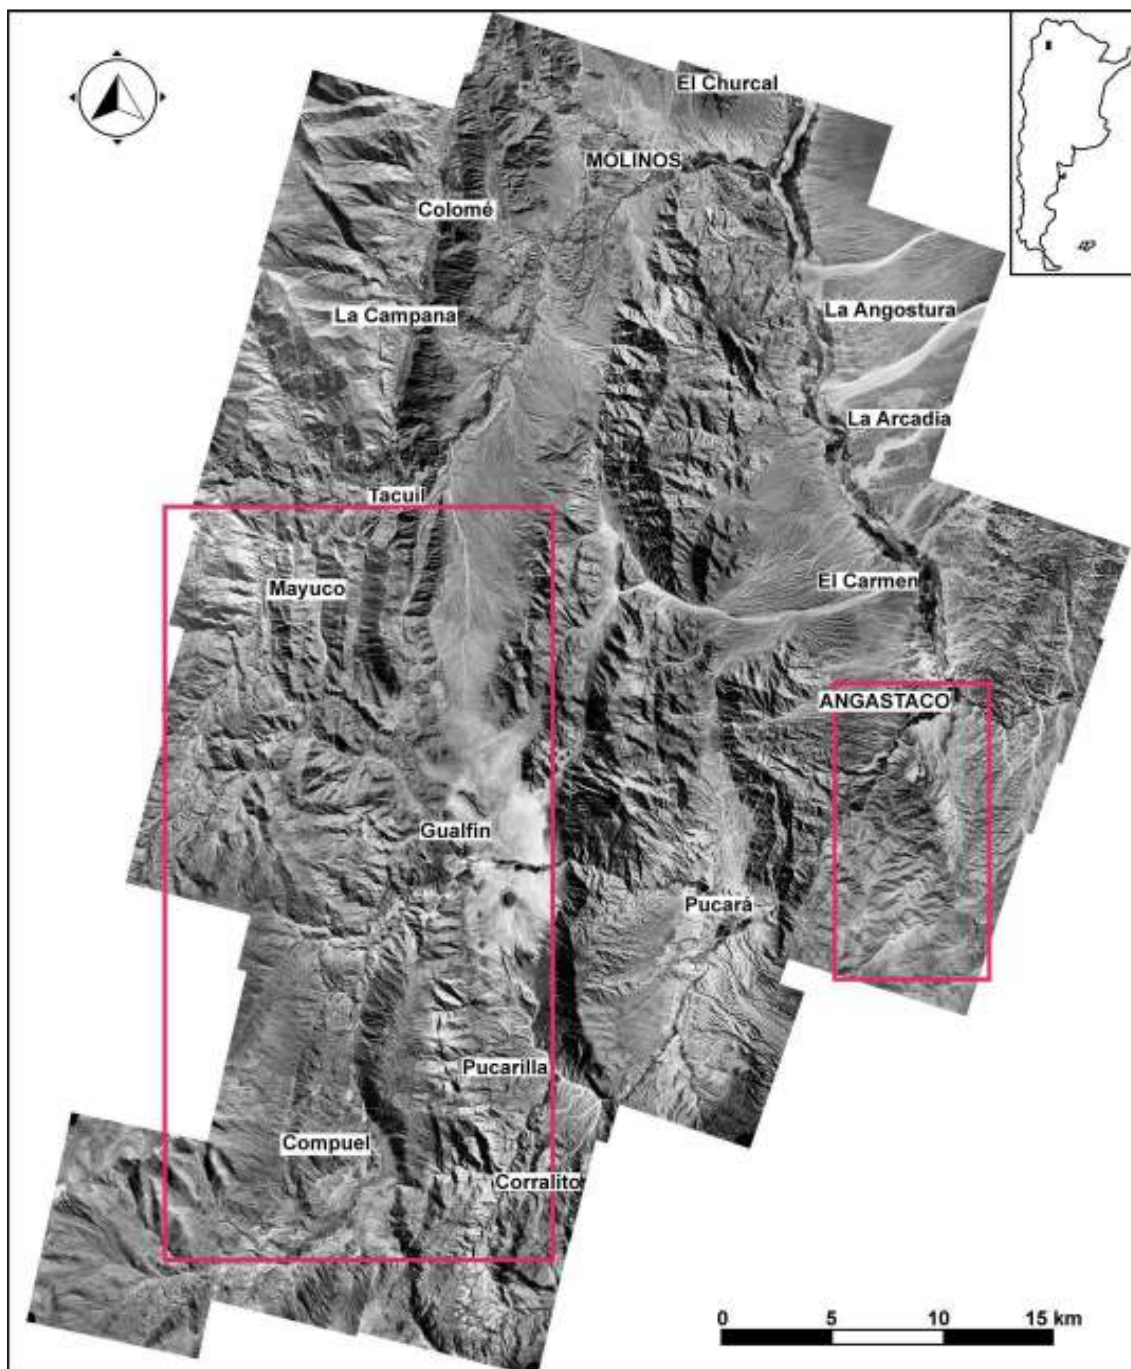 El Churcal
MOLINOS
Colomé
La Angostura
La Campana
La Arcadia
Tacuil
El Carmen
Mayuco
ANGASTACO
Gualfin
Pucará
Pucarilla
Compuel
Corralito
0 5 10 15 km